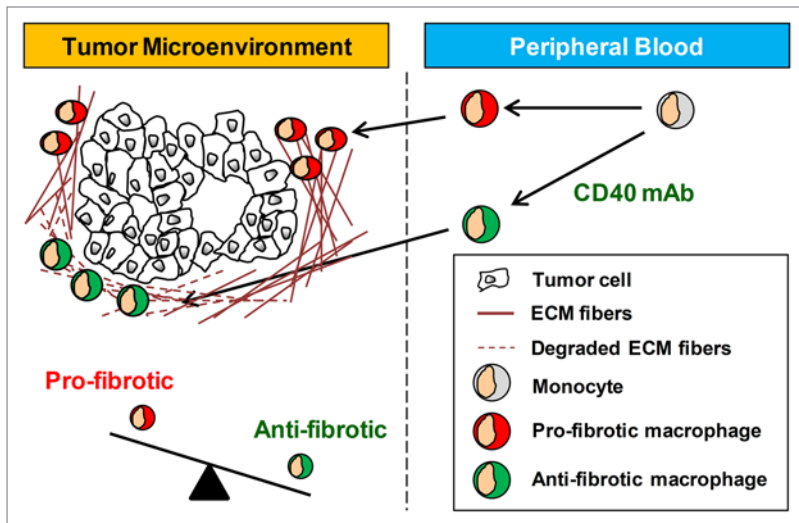 Tumor Microenvironment
Peripheral Blood
CD40 mAb
Tumor cell
ECM fibers
Degraded ECM fibers
Monocyte
Pro-fibrotic macrophage
Anti-fibrotic macrophage
Pro-fibrotic
Anti-fibrotic